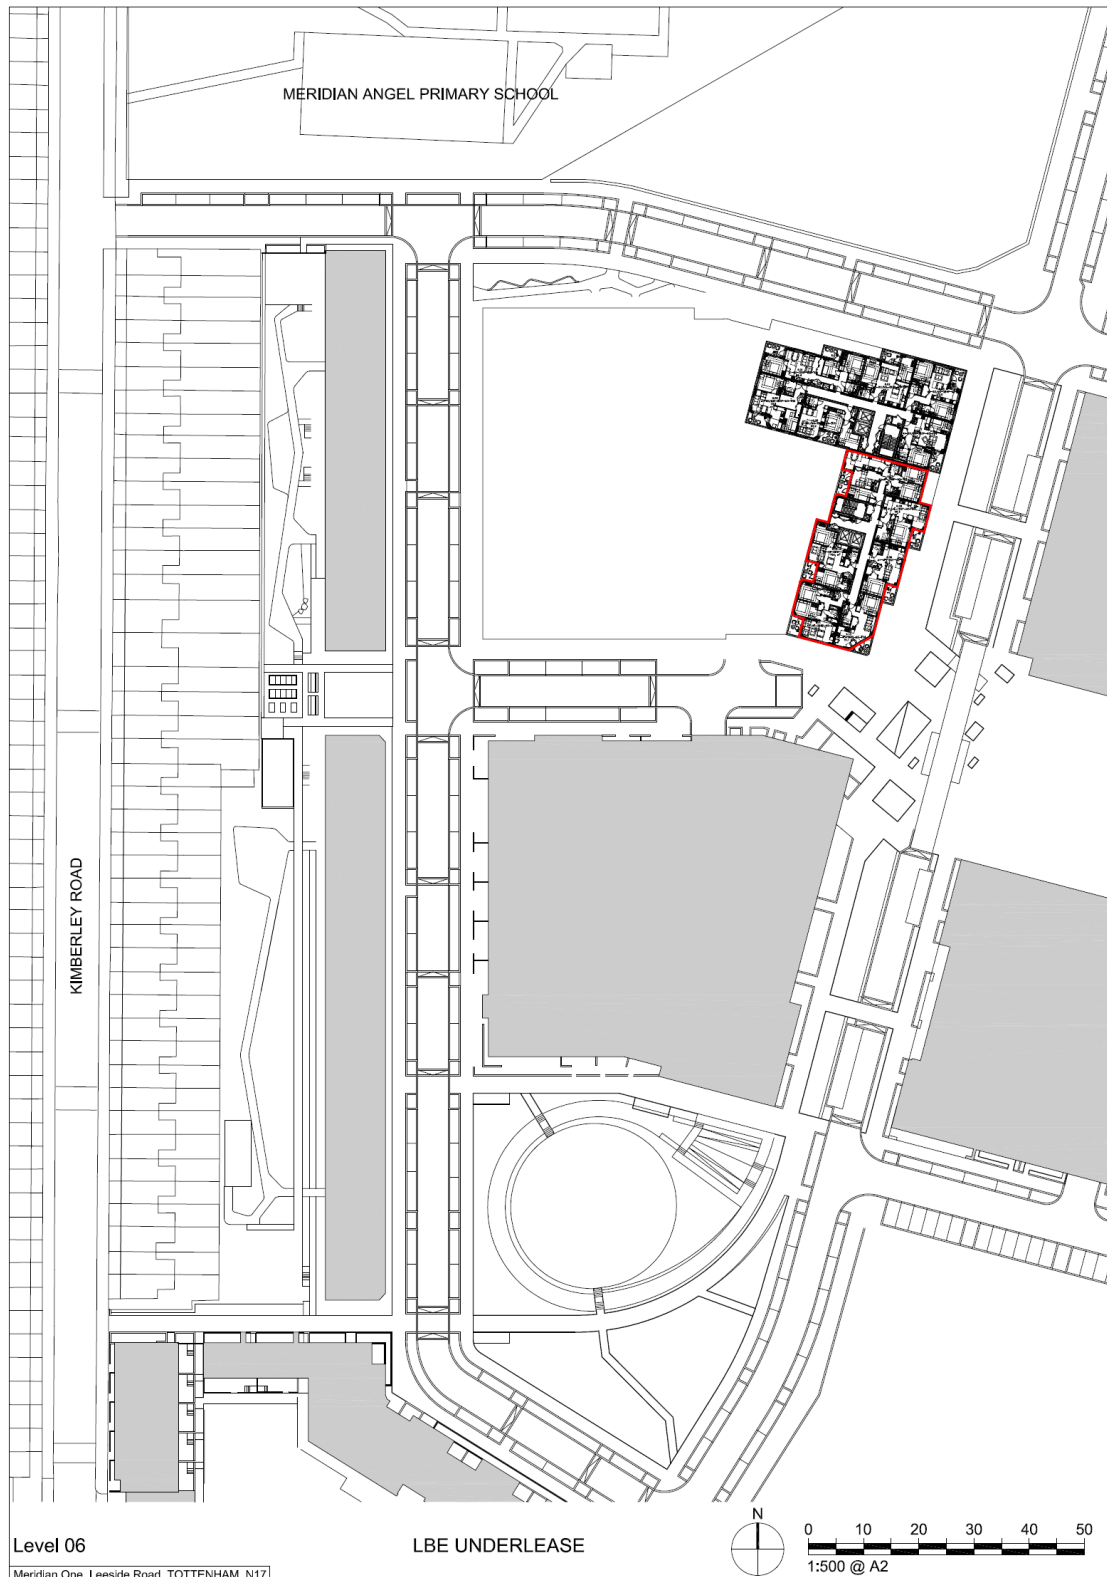 MERIDIAN ANGEL PRIMARY SCHOOL
KIMBERLEY ROAD
Level 06
LBE UNDERLEASE
N
0 10 20 30 40 50
1:500 @ A2
Meridian One, Leeside Road, TOTTENHAM, N17